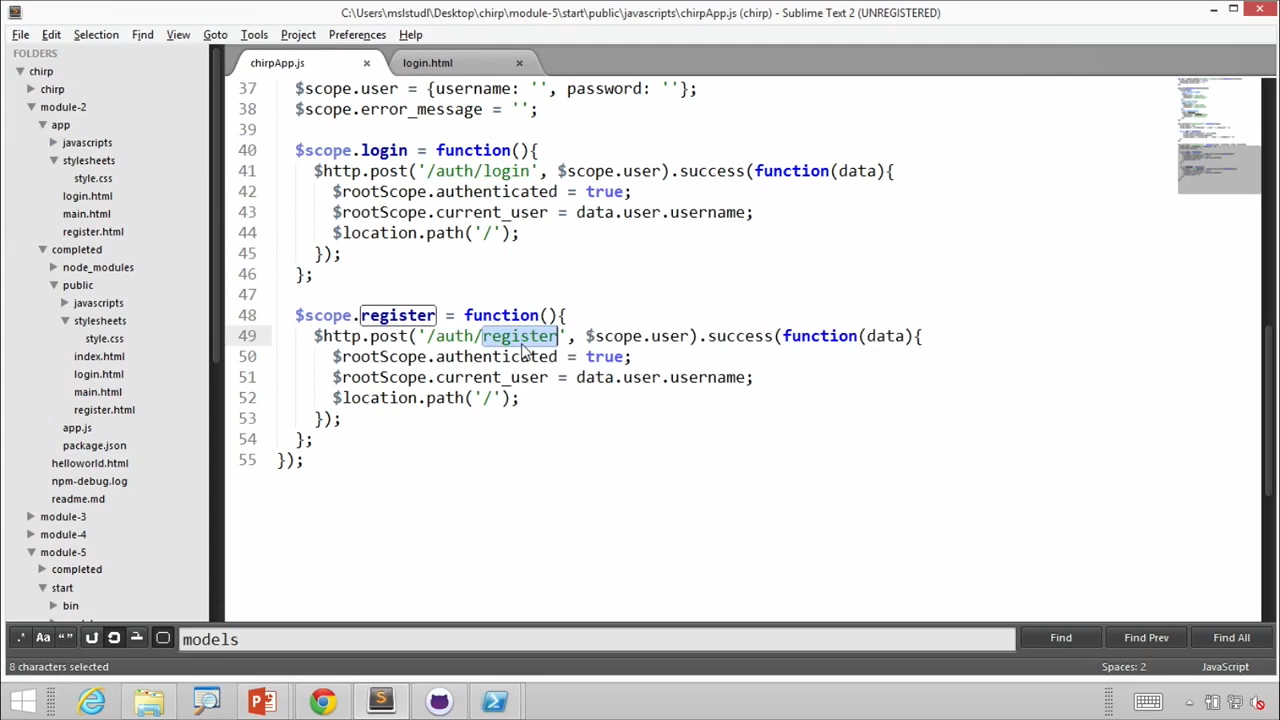 C:\Users\mslstudl\Desktop\chirp\module-5\start\public\javascripts\chirpApp.js (chirp) - Sublime Text 2 (UNREGISTERED)
File Edit Selection Find View Goto Tools Project Preferences Help
FOLDERS
chirp
chirp
module-2
app
javascripts
stylesheets
style.css
login.html
main.html
register.html
completed
node_modules
public
javascripts
stylesheets
style.css
index.html
login.html
main.html
register.html
app.js
package.json
helloworld.html
npm-debug.log
readme.md
module-3
module-4
module-5
completed
start
bin
chirpApp.js login.html
37 $scope.user = {username: '', password: ''};
38 $scope.error_message = '';
39
40 $scope.login = function(){
41 $http.post('/auth/login', $scope.user).success(function(data){
42 $rootScope.authenticated = true;
43 $rootScope.current_user = data.user.username;
44 $location.path('/');
45 });
46 };
47
48 $scope.register = function(){
49 $http.post('/auth/register', $scope.user).success(function(data){
50 $rootScope.authenticated = true;
51 $rootScope.current_user = data.user.username;
52 $location.path('/');
53 });
54 };
55 });
.* Aa “” models Find Find Prev Find All
8 characters selected Spaces: 2 JavaScript